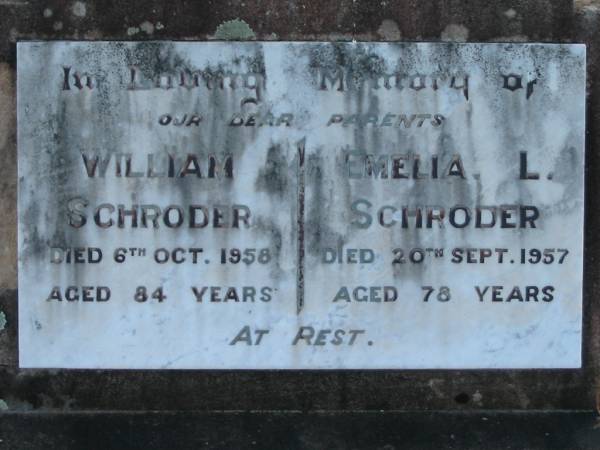 In Loving Memory of
OUR DEAR PARENTS
WILLIAM
SCHRODER
DIED 6TH OCT. 1958
AGED 84 YEARS
EMELIA. L.
SCHRODER
DIED 20TH SEPT. 1957
AGED 78 YEARS
AT REST.